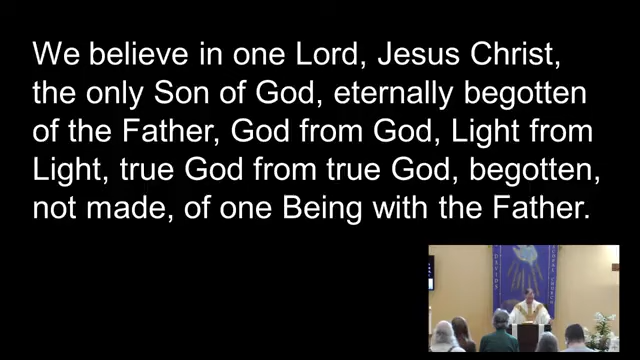 We believe in one Lord, Jesus Christ,
the only Son of God, eternally begotten
of the Father, God from God, Light from
Light, true God from true God, begotten,
not made, of one Being with the Father.